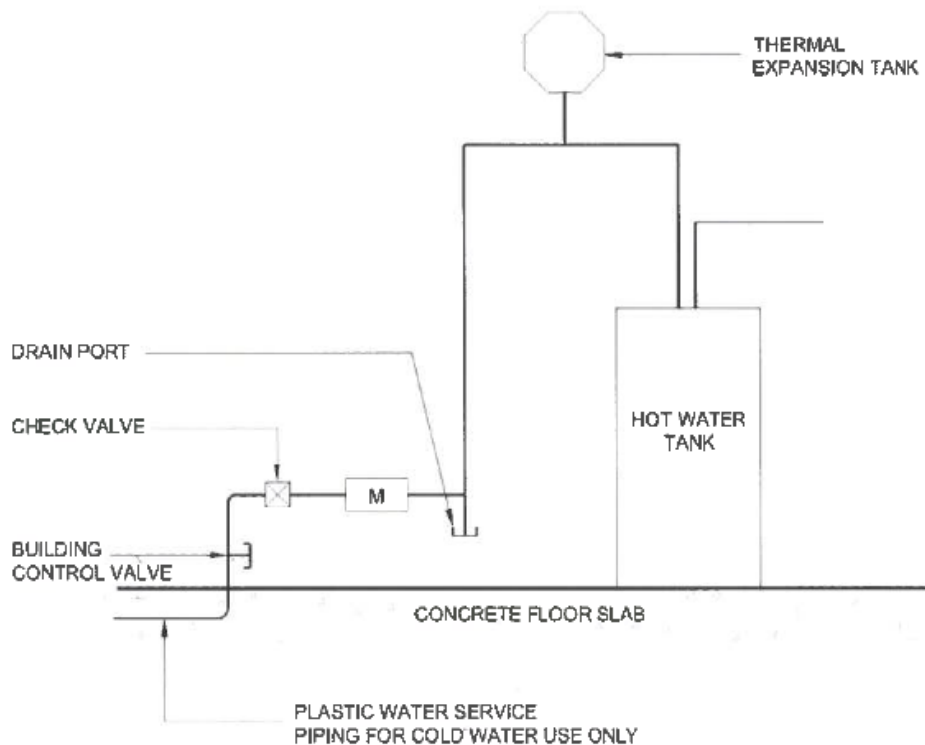 THERMAL
EXPANSION TANK
DRAIN PORT
CHECK VALVE
HOT WATER
TANK
M
BUILDING
CONTROL VALVE
CONCRETE FLOOR SLAB
PLASTIC WATER SERVICE
PIPING FOR COLD WATER USE ONLY